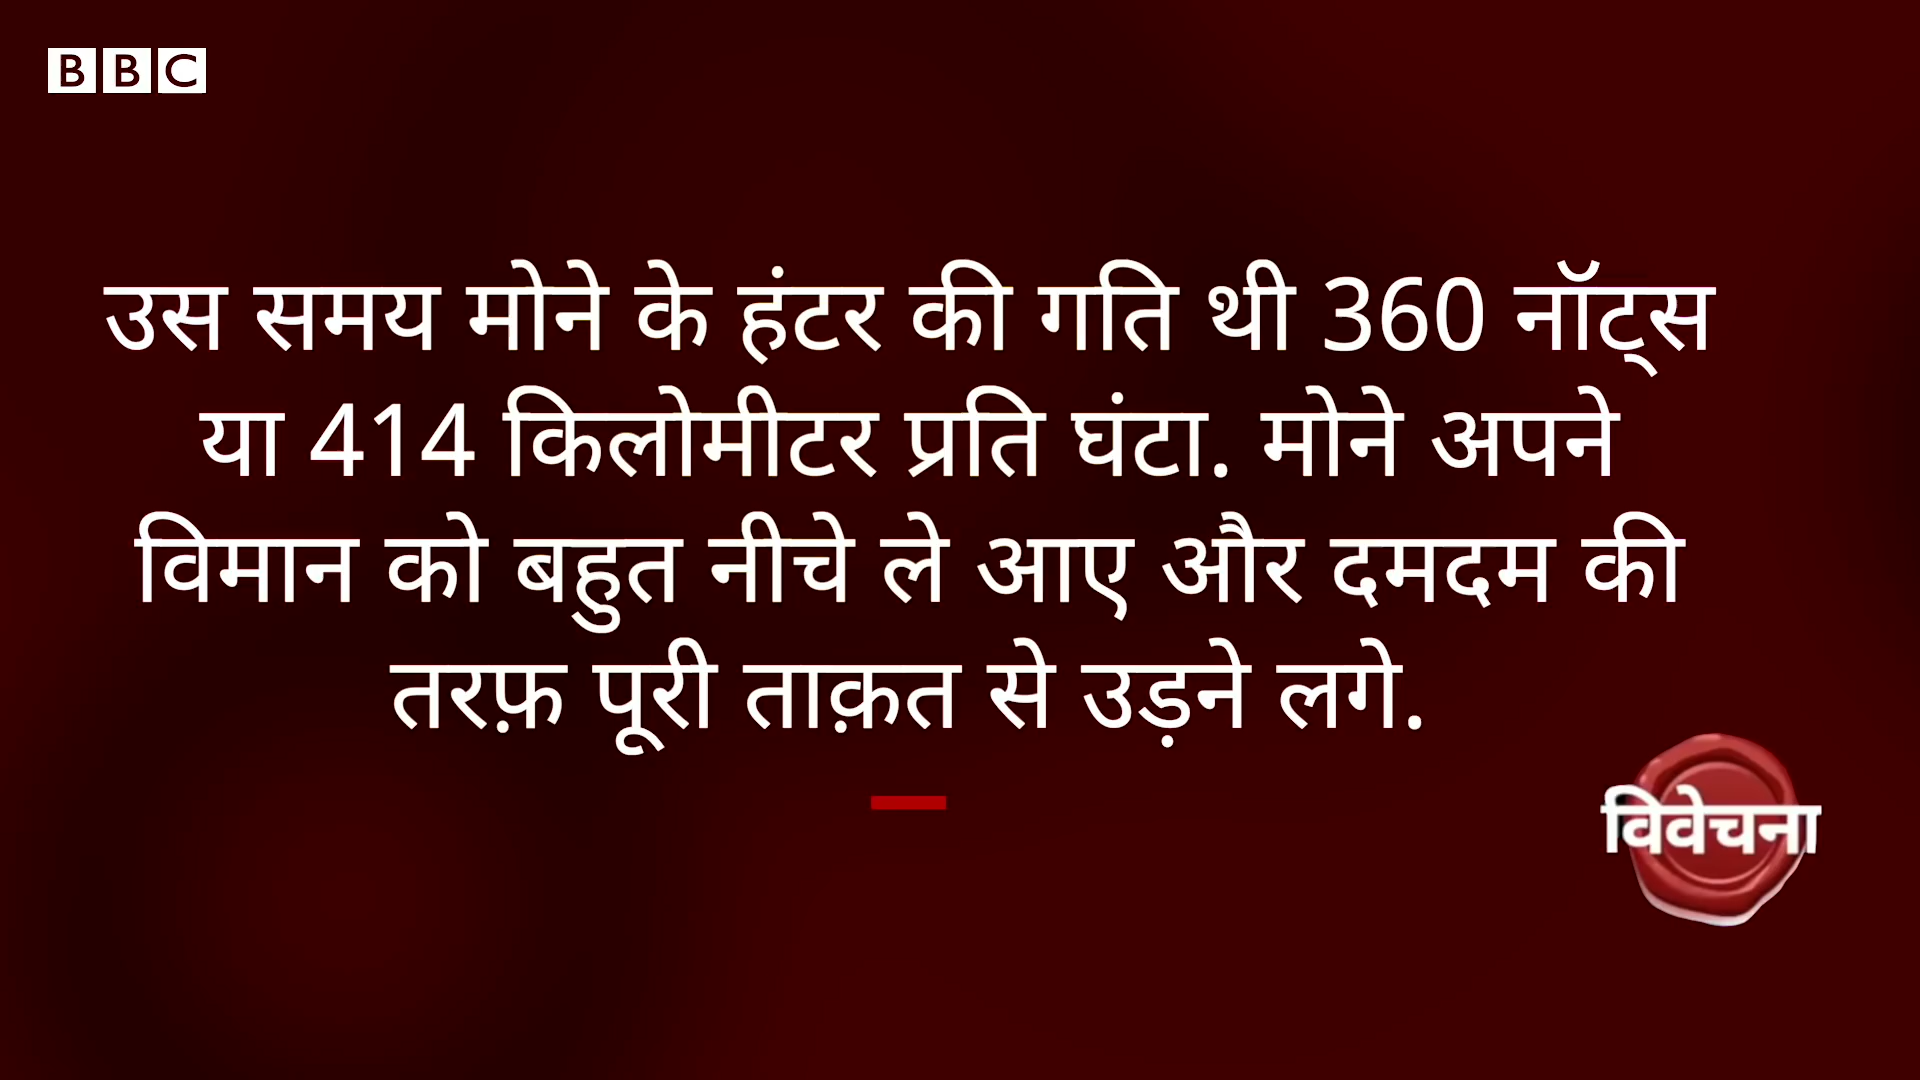 BBC
उस समय मोने के हंटर की गति थी 360 नॉट्स
या 414 किलोमीटर प्रति घंटा. मोने अपने
विमान को बहुत नीचे ले आए और दमदम की
तरफ़ पूरी ताक़त से उड़ने लगे.
विवेचना